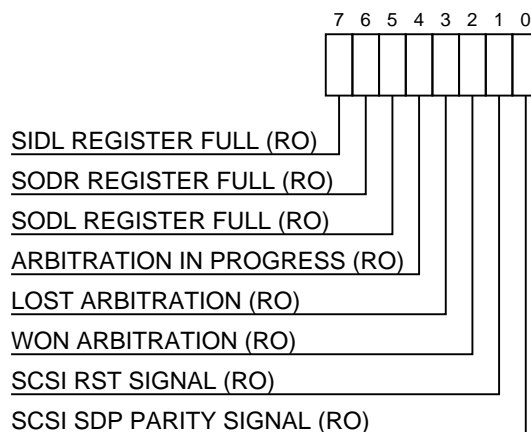 7 6 5 4 3 2 1 0
SIDL REGISTER FULL (RO)
SODR REGISTER FULL (RO)
SODL REGISTER FULL (RO)
ARBITRATION IN PROGRESS (RO)
LOST ARBITRATION (RO)
WON ARBITRATION (RO)
SCSI RST SIGNAL (RO)
SCSI SDP PARITY SIGNAL (RO)